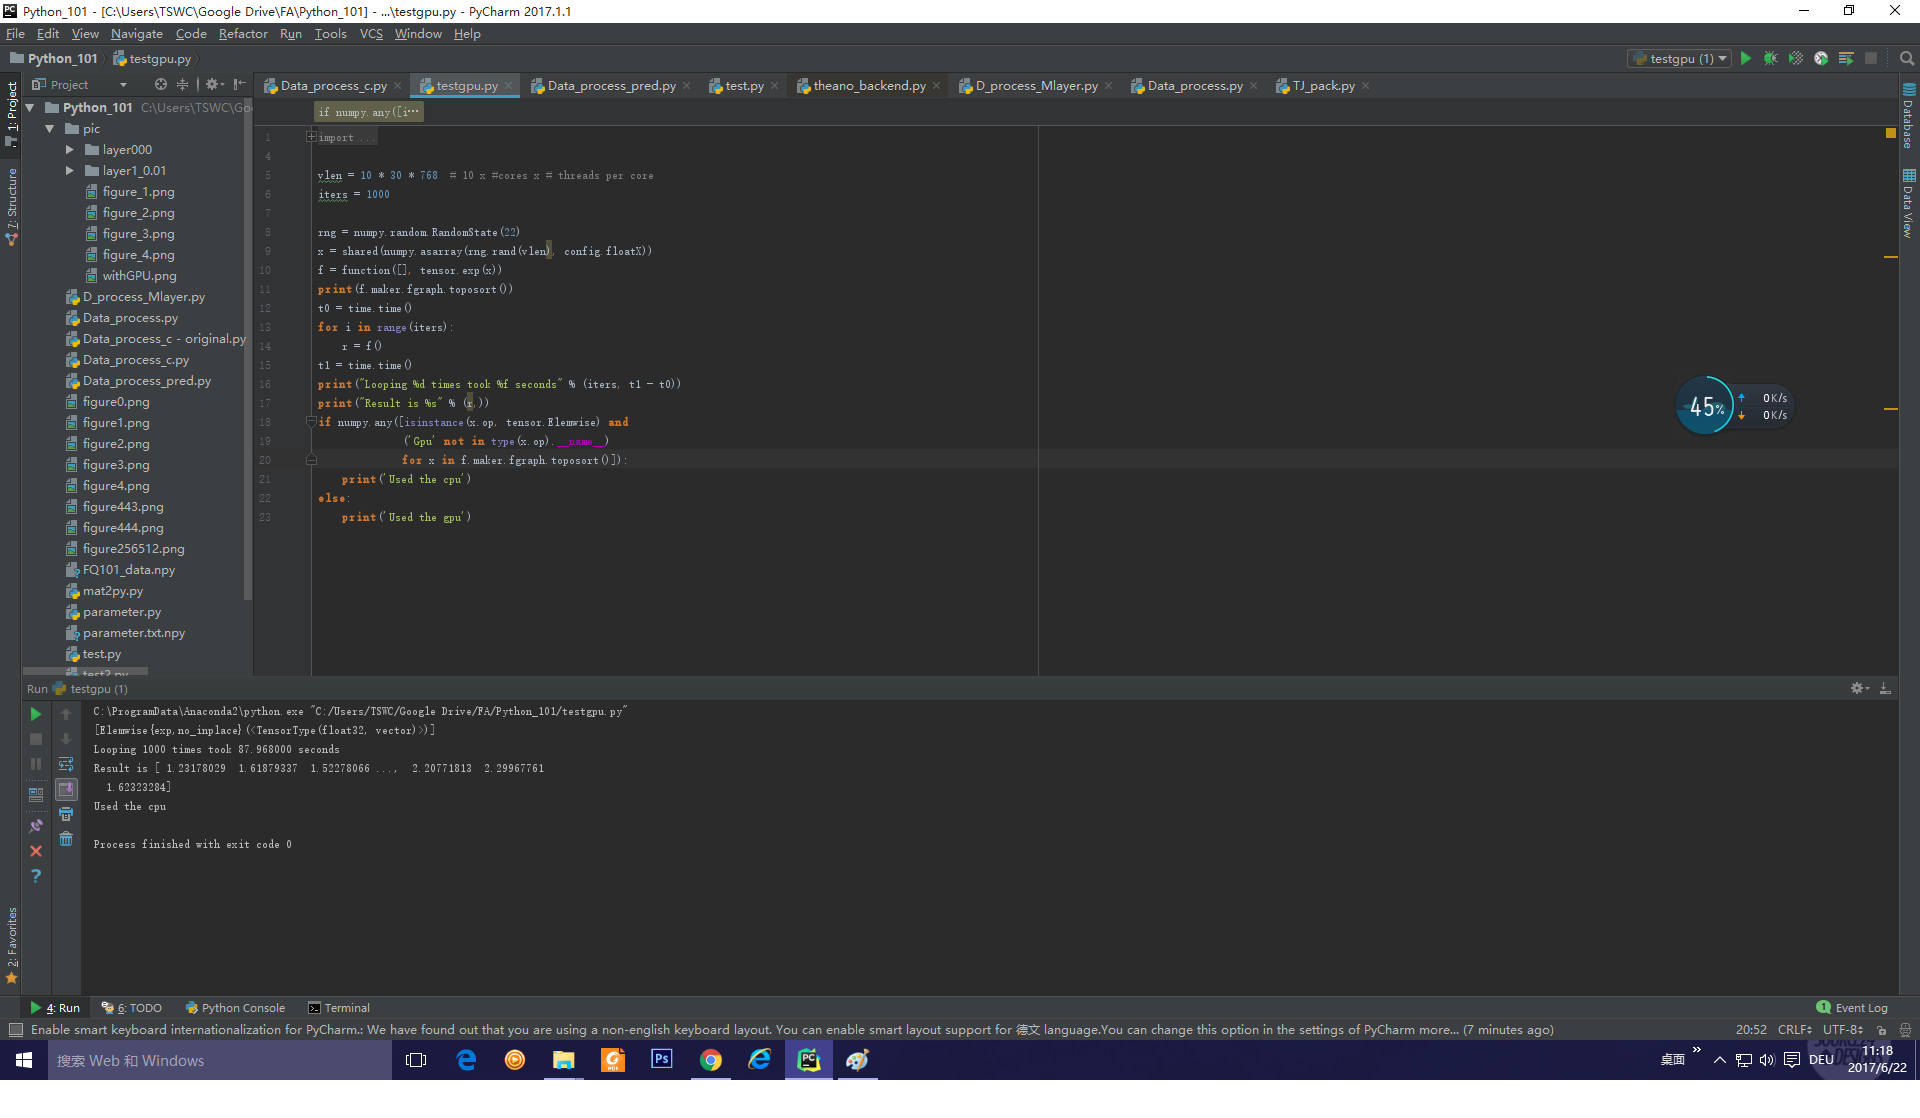 Python_101 - [C:\Users\TSWC\Google Drive\FA\Python_101] - ...\testgpu.py - PyCharm 2017.1.1
File Edit View Navigate Code Refactor Run Tools VCS Window Help
Python_101 testgpu.py testgpu (1)
Project Data_process_c.py testgpu.py Data_process_pred.py test.py theano_backend.py D_process_Mlayer.py Data_process.py TJ_pack.py
1: Project
7: Structure
2: Favorites
Database
Data View
Python_101 C:\Users\TSWC\Go
pic
layer000
layer1_0.01
figure_1.png
figure_2.png
figure_3.png
figure_4.png
withGPU.png
D_process_Mlayer.py
Data_process.py
Data_process_c - original.py
Data_process_c.py
Data_process_pred.py
figure0.png
figure1.png
figure2.png
figure3.png
figure4.png
figure443.png
figure444.png
figure256512.png
FQ101_data.npy
mat2py.py
parameter.py
parameter.txt.npy
test.py
test2.py
if numpy.any([i...
1 import ...
4
5 vlen = 10 * 30 * 768  # 10 x #cores x # threads per core
6 iters = 1000
7
8 rng = numpy.random.RandomState(22)
9 x = shared(numpy.asarray(rng.rand(vlen), config.floatX))
10 f = function([], tensor.exp(x))
11 print(f.maker.fgraph.toposort())
12 t0 = time.time()
13 for i in range(iters):
14     r = f()
15 t1 = time.time()
16 print("Looping %d times took %f seconds" % (iters, t1 - t0))
17 print("Result is %s" % (r,))
18 if numpy.any([isinstance(x.op, tensor.Elemwise) and
19               ('Gpu' not in type(x.op).__name__)
20               for x in f.maker.fgraph.toposort()]):
21     print('Used the cpu')
22 else:
23     print('Used the gpu')
45%
0K/s
0K/s
Run testgpu (1)
C:\ProgramData\Anaconda2\python.exe "C:/Users/TSWC/Google Drive/FA/Python_101/testgpu.py"
[Elemwise{exp,no_inplace}(<TensorType(float32, vector)>)]
Looping 1000 times took 87.968000 seconds
Result is [ 1.23178029  1.61879337  1.52278066 ...,  2.20771813  2.29967761
  1.62323284]
Used the cpu
Process finished with exit code 0
4: Run 6: TODO Python Console Terminal 1 Event Log
Enable smart keyboard internationalization for PyCharm.: We have found out that you are using a non-english keyboard layout. You can enable smart layout support for 德文 language.You can change this option in the settings of PyCharm more... (7 minutes ago) 20:52 CRLF UTF-8
搜索 Web 和 Windows
PDF
Ps
PC
桌面 DEU
11:18
2017/6/22